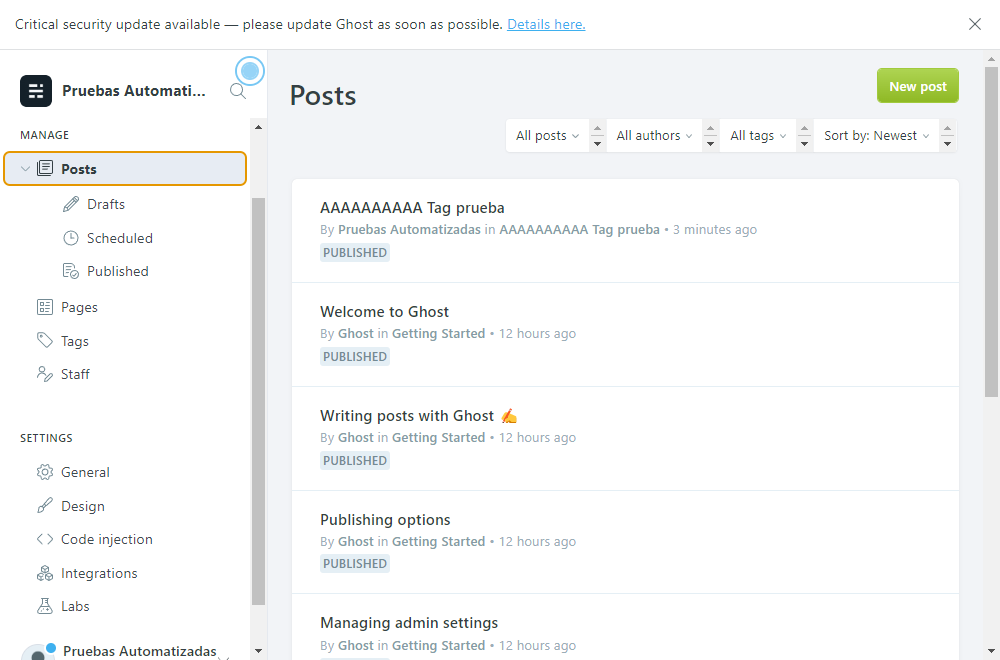 Critical security update available — please update Ghost as soon as possible. Details here.
Pruebas Automati...
MANAGE
Posts
Drafts
Scheduled
Published
Pages
Tags
Staff
SETTINGS
General
Design
Code injection
Integrations
Labs
Pruebas Automatizadas
Posts
New post
All posts
All authors
All tags
Sort by: Newest
AAAAAAAAAA Tag prueba
By Pruebas Automatizadas in AAAAAAAAAA Tag prueba • 3 minutes ago
PUBLISHED
Welcome to Ghost
By Ghost in Getting Started • 12 hours ago
PUBLISHED
Writing posts with Ghost ✍️
By Ghost in Getting Started • 12 hours ago
PUBLISHED
Publishing options
By Ghost in Getting Started • 12 hours ago
PUBLISHED
Managing admin settings
By Ghost in Getting Started • 12 hours ago